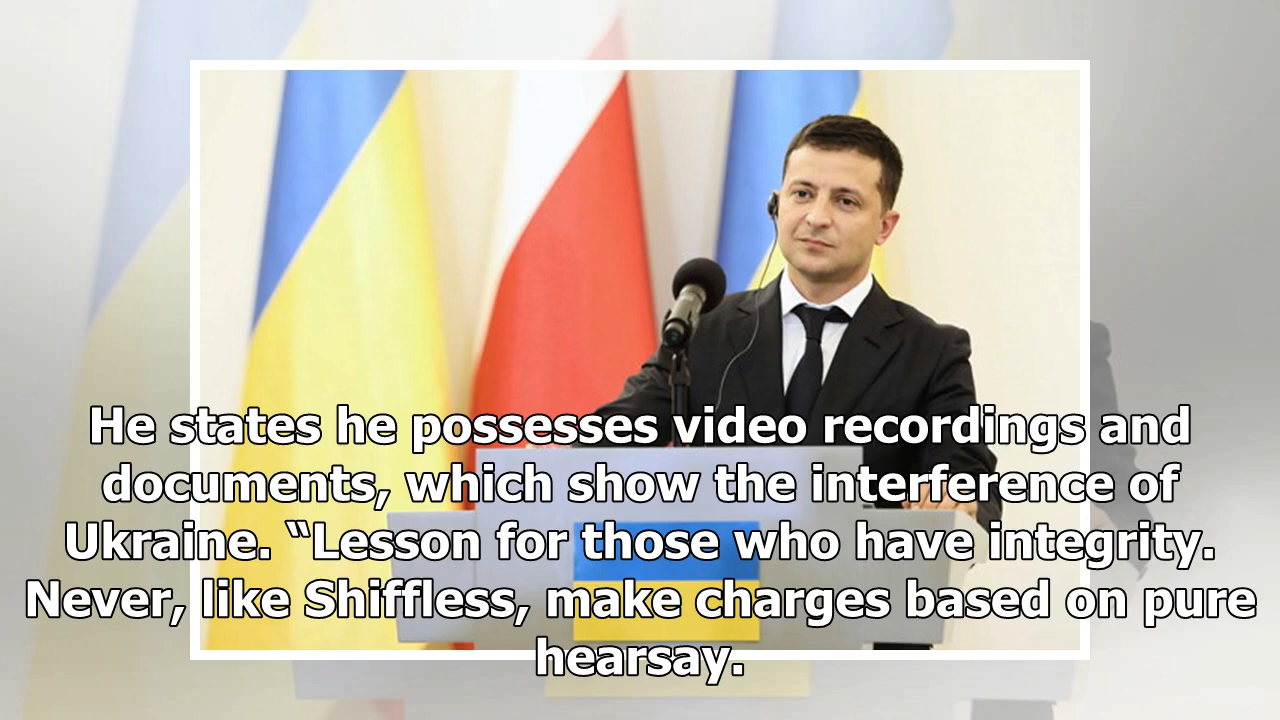 He states he possesses video recordings and
documents, which show the interference of
Ukraine. “Lesson for those who have integrity.
Never, like Shiffless, make charges based on pure
hearsay.